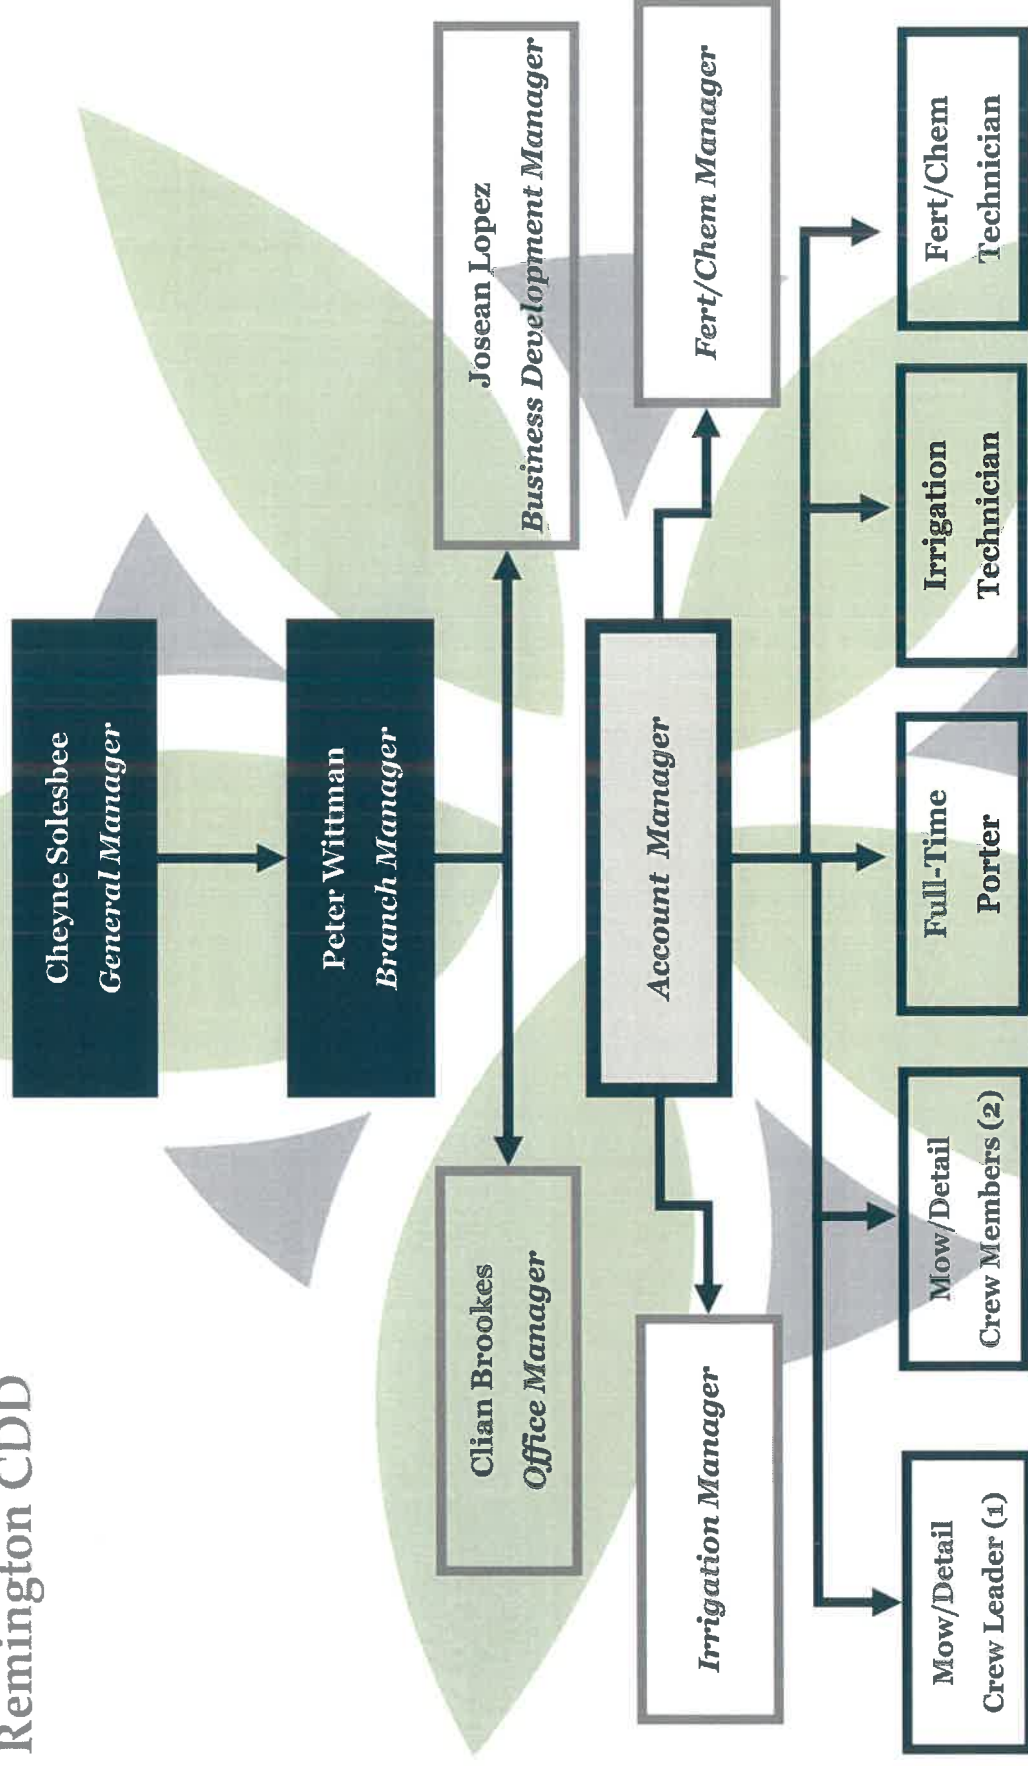 Remington CDD
Cheyne Solesbee
General Manager
Peter Wittman
Branch Manager
Clian Brookes
Office Manager
Josean Lopez
Business Development Manager
Account Manager
Irrigation Manager
Fert/Chem Manager
Mow/Detail
Crew Leader (1)
Mow/Detail
Crew Members (2)
Full-Time
Porter
Irrigation
Technician
Fert/Chem
Technician